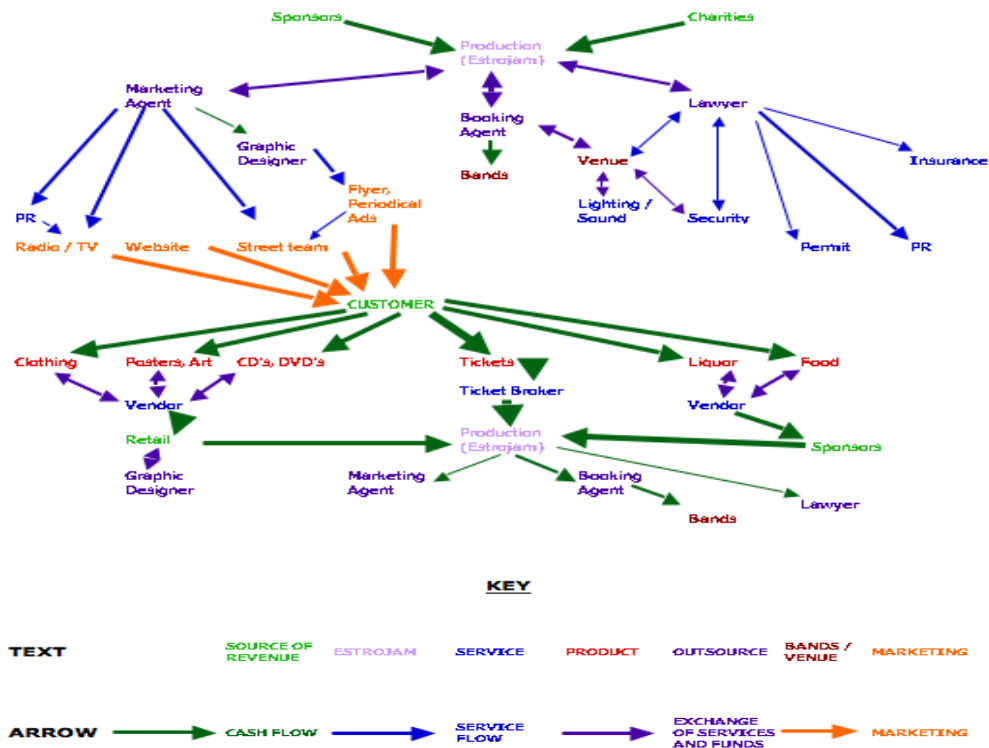 Sponsors
Charities
Production
(Estrojam)
Marketing
Agent
Lawyer
Booking
Agent
Graphic
Designer
Venue
Insurance
Bands
Flyer,
Periodical
Ads
Lighting /
Sound
PR
Security
Radio / TV
Website
Street team
Permit
PR
CUSTOMER
Clothing
Posters, Art
CD's, DVD's
Tickets
Liquor
Food
Ticket Broker
Vendor
Vendor
Retail
Production
(Estrojam)
Sponsors
Graphic
Designer
Marketing
Agent
Booking
Agent
Lawyer
Bands
KEY
TEXT
SOURCE OF
REVENUE
ESTROJAM
SERVICE
PRODUCT
OUTSOURCE
BANDS /
VENUE
MARKETING
ARROW
CASH FLOW
SERVICE
FLOW
EXCHANGE
OF SERVICES
AND FUNDS
MARKETING